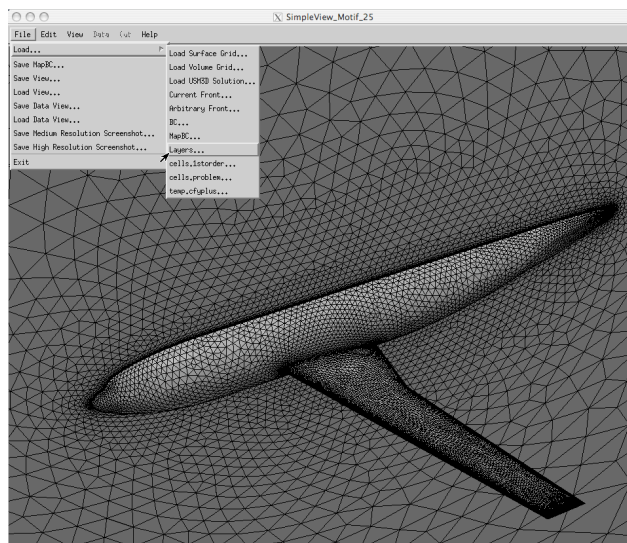 SimpleView_Motif_25
File Edit View Data Cut Help
Load...
Save MapBC...
Save View...
Load View...
Save Data View...
Load Data View...
Save Medium Resolution Screenshot...
Save High Resolution Screenshot...
Exit
Load Surface Grid...
Load Volume Grid...
Load USM3D Solution...
Current Front...
Arbitrary Front...
BC...
MapBC...
Layers...
cells.1storder...
cells.problem...
temp.cfyplus...